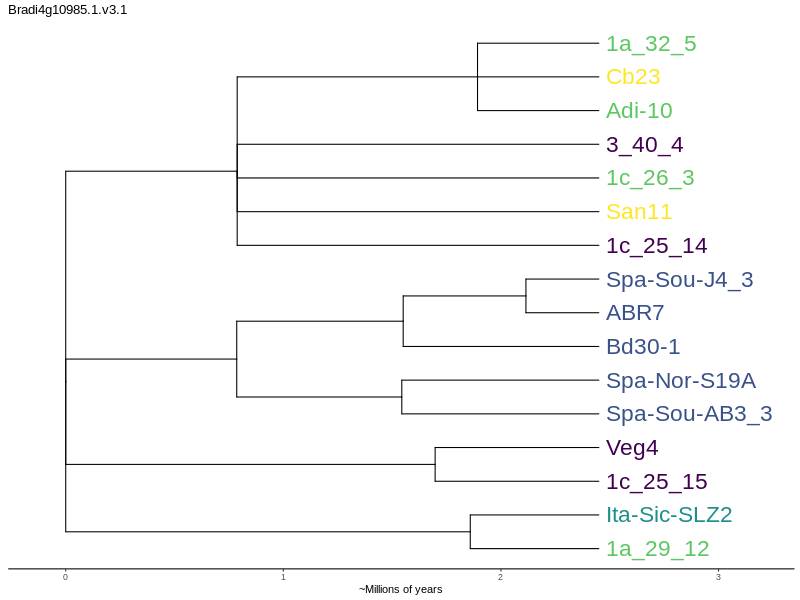 Bradi4g10985.1.v3.1
1a_32_5
Cb23
Adi-10
3_40_4
1c_26_3
San11
1c_25_14
Spa-Sou-J4_3
ABR7
Bd30-1
Spa-Nor-S19A
Spa-Sou-AB3_3
Veg4
1c_25_15
Ita-Sic-SLZ2
1a_29_12
0 1 2 3
~Millions of years